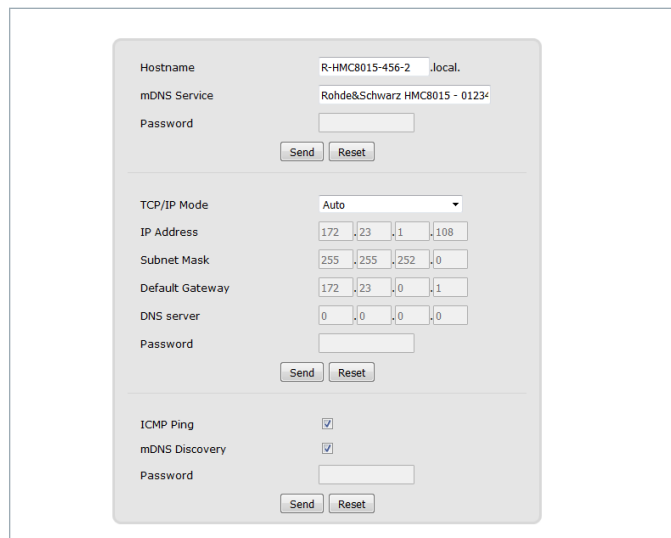 Hostname R-HMC8015-456-2 .local.
mDNS Service Rohde&Schwarz HMC8015 - 01234
Password
Send Reset
TCP/IP Mode Auto
IP Address 172 . 23 . 1 . 108
Subnet Mask 255 . 255 . 252 . 0
Default Gateway 172 . 23 . 0 . 1
DNS server 0 . 0 . 0 . 0
Password
Send Reset
ICMP Ping
mDNS Discovery
Password
Send Reset